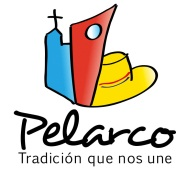 Pelarco
Tradición que nos une